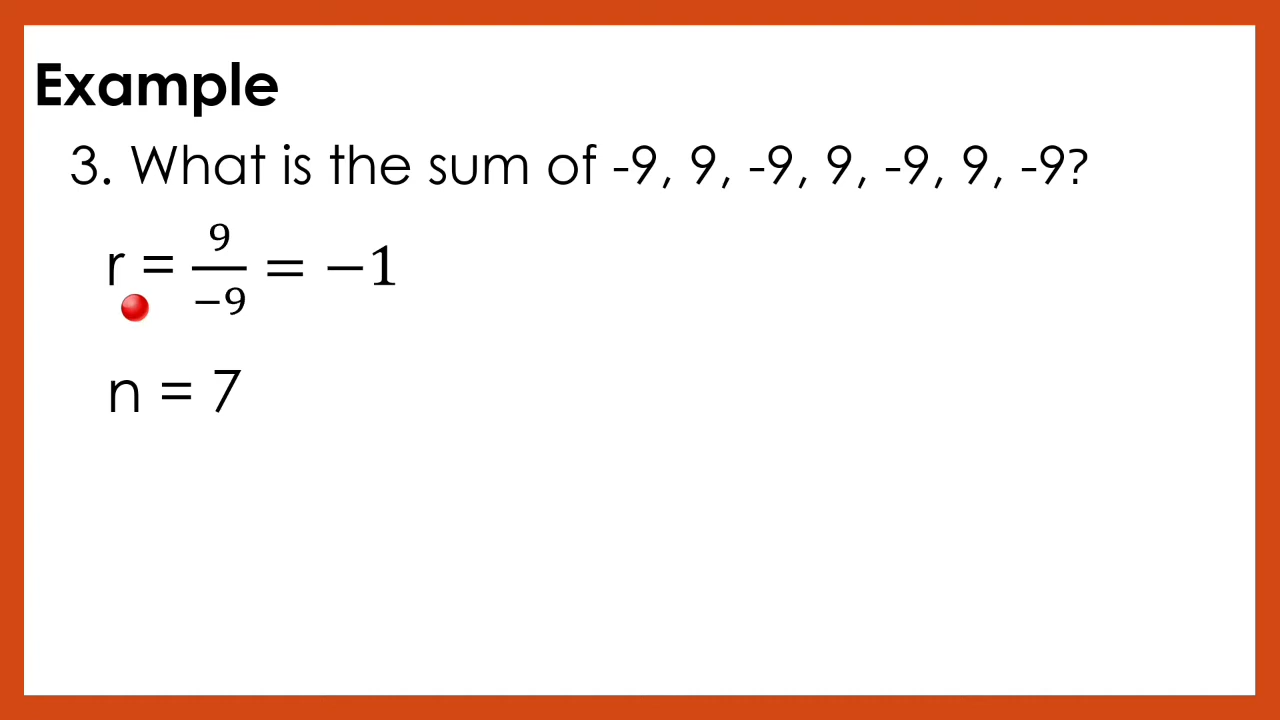 Example
3. What is the sum of -9, 9, -9, 9, -9, 9, -9?
r = 9/−9 = −1
n = 7